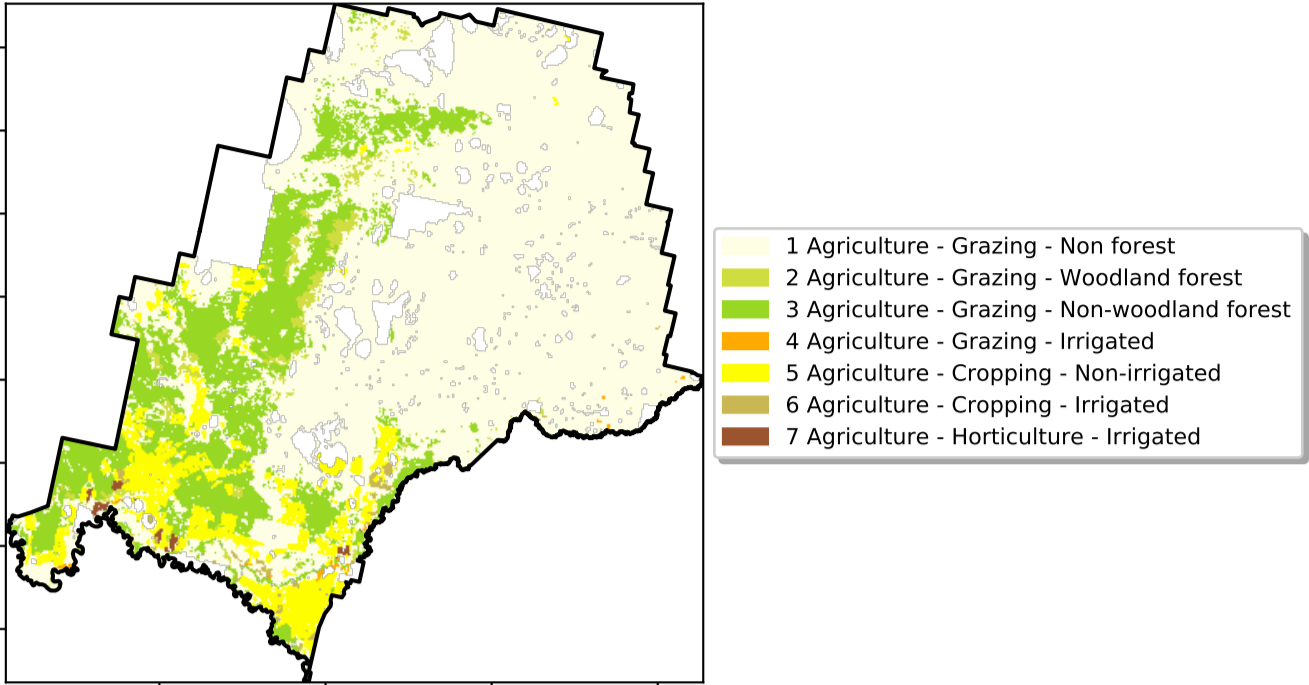 1 Agriculture - Grazing - Non forest
2 Agriculture - Grazing - Woodland forest
3 Agriculture - Grazing - Non-woodland forest
4 Agriculture - Grazing - Irrigated
5 Agriculture - Cropping - Non-irrigated
6 Agriculture - Cropping - Irrigated
7 Agriculture - Horticulture - Irrigated